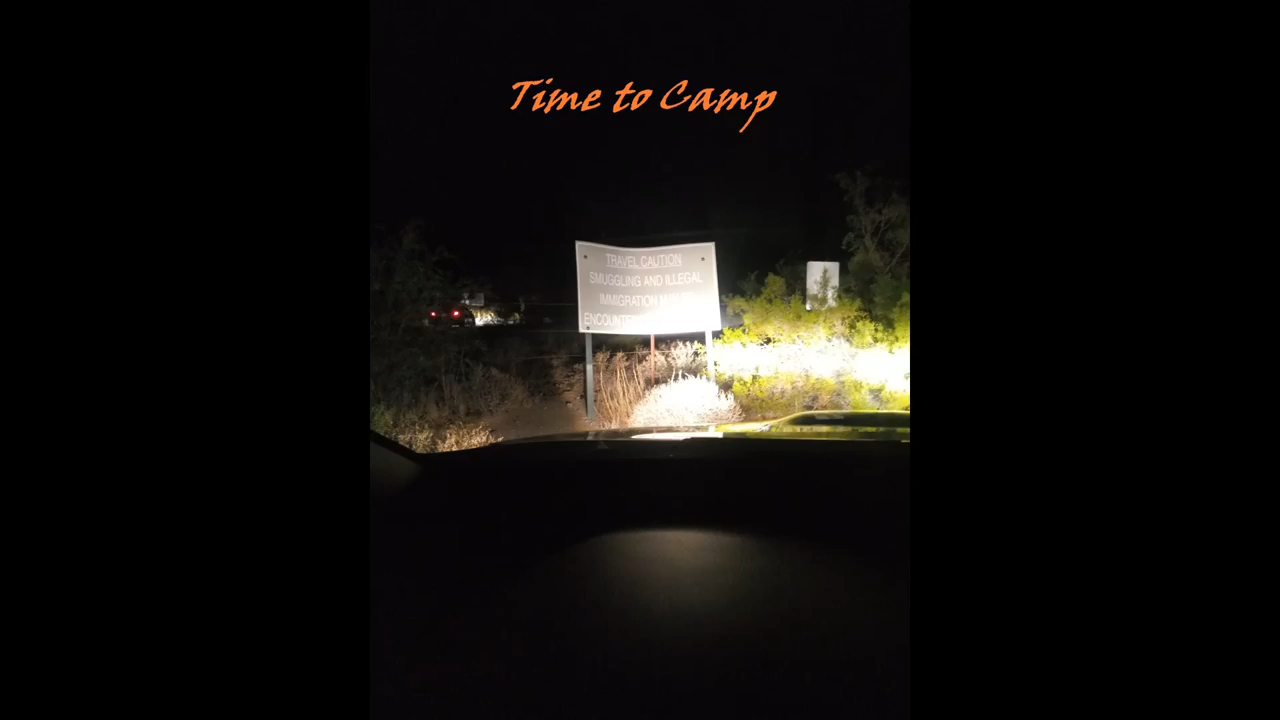 Time to Camp
TRAVEL CAUTION
SMUGGLING AND ILLEGAL
IMMIGRATION